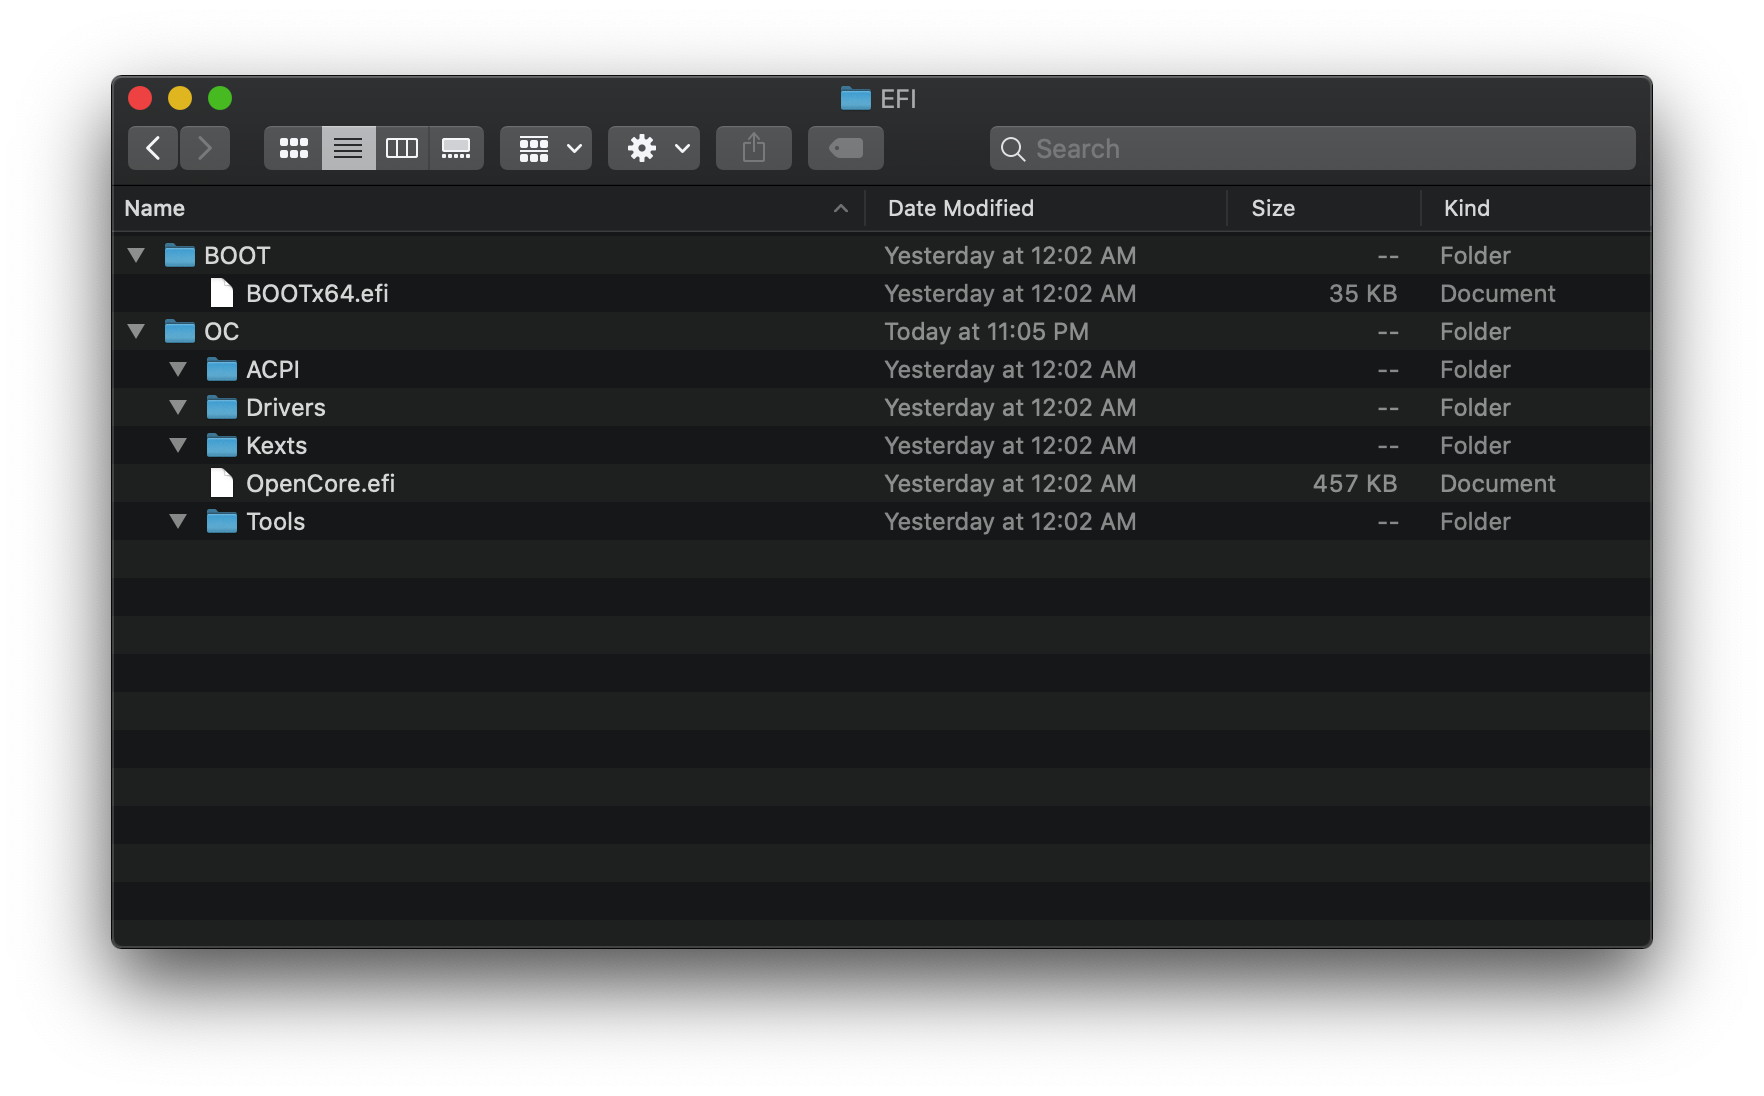 EFI
Search
Name Date Modified Size Kind
BOOT Yesterday at 12:02 AM -- Folder
BOOTx64.efi Yesterday at 12:02 AM 35 KB Document
OC Today at 11:05 PM -- Folder
ACPI Yesterday at 12:02 AM -- Folder
Drivers Yesterday at 12:02 AM -- Folder
Kexts Yesterday at 12:02 AM -- Folder
OpenCore.efi Yesterday at 12:02 AM 457 KB Document
Tools Yesterday at 12:02 AM -- Folder